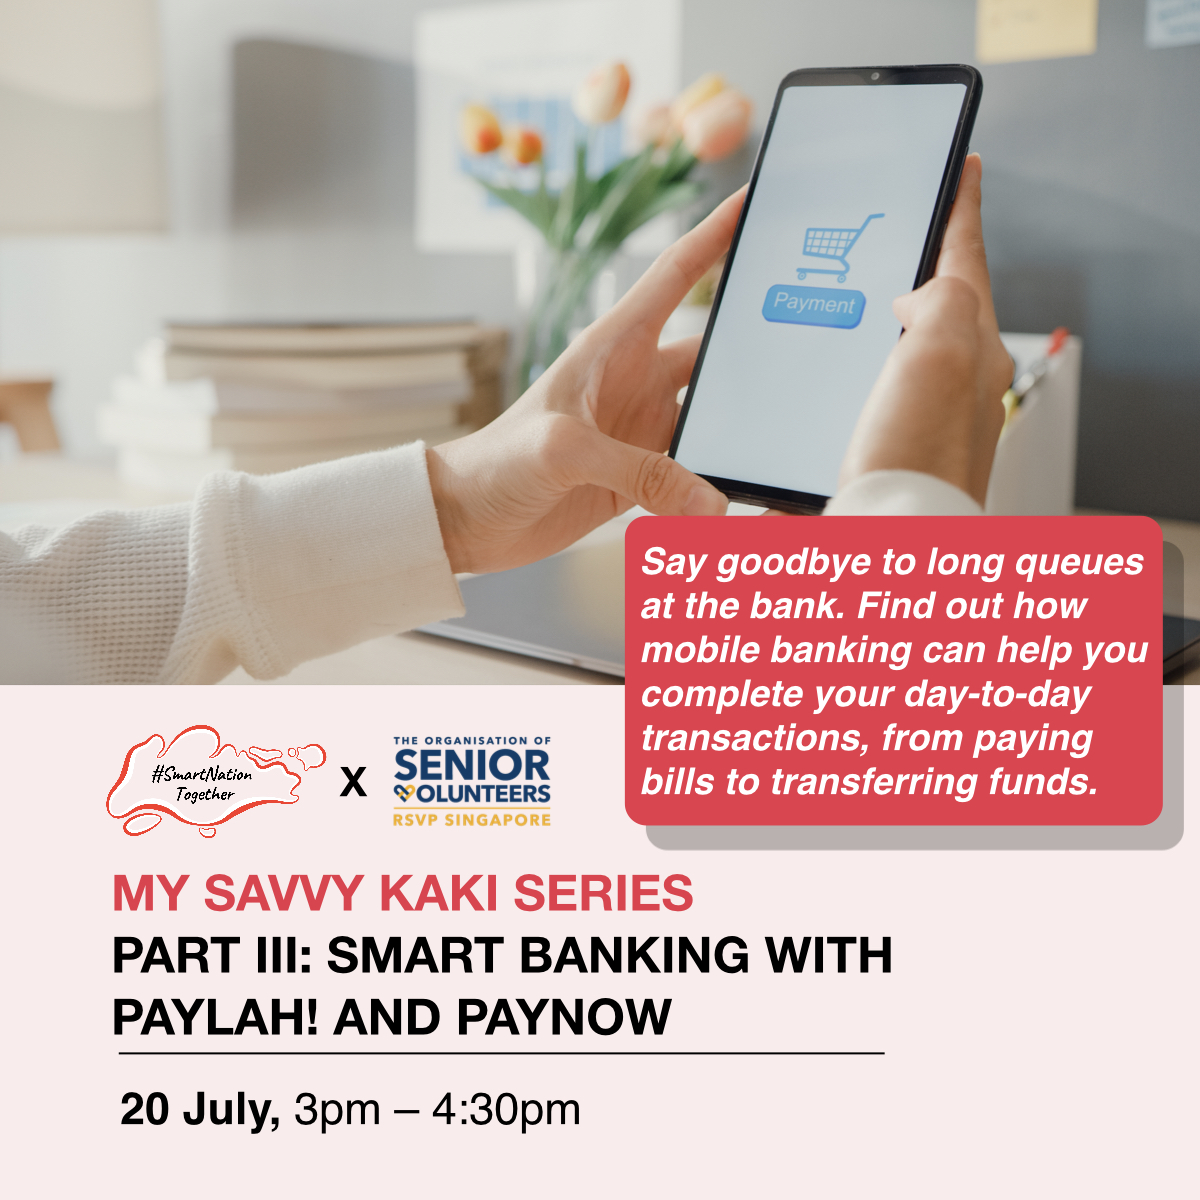 Payment
Say goodbye to long queues
at the bank. Find out how
mobile banking can help you
complete your day-to-day
transactions, from paying
bills to transferring funds.
#SmartNation
Together
X
THE ORGANISATION OF
SENIOR
VOLUNTEERS
RSVP SINGAPORE
MY SAVVY KAKI SERIES
PART III: SMART BANKING WITH
PAYLAH! AND PAYNOW
20 July, 3pm – 4:30pm